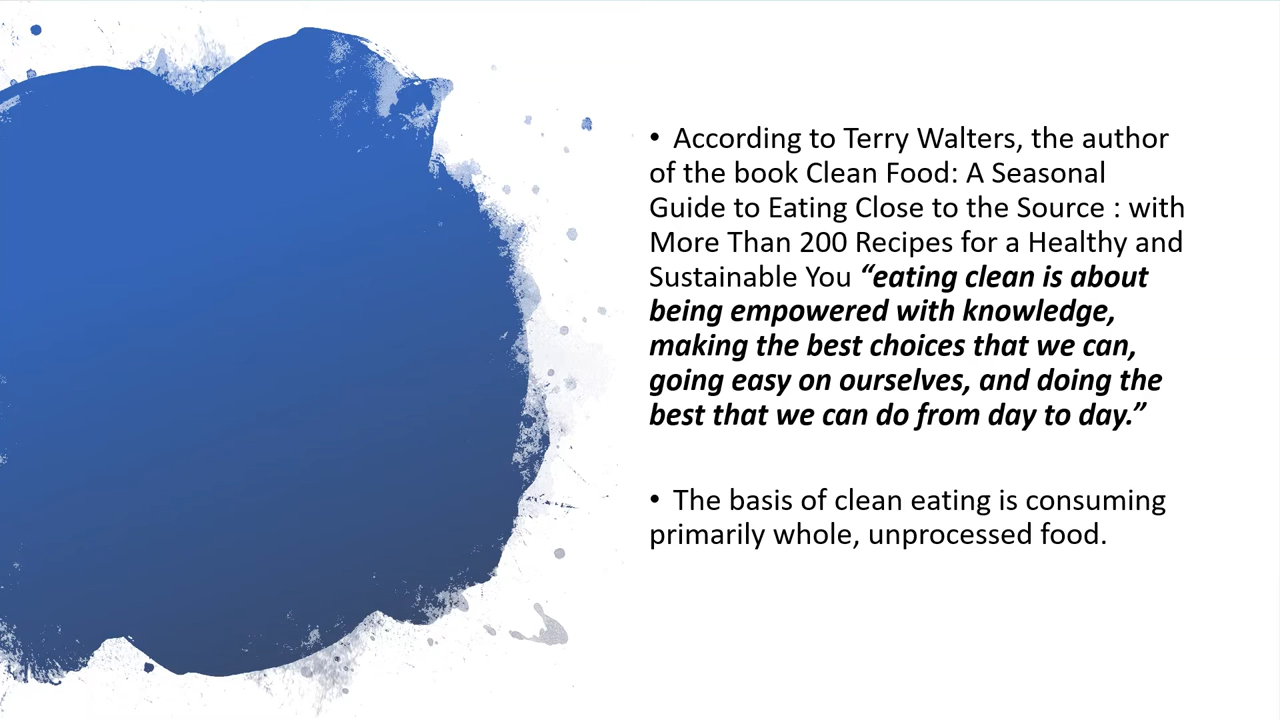 • According to Terry Walters, the author
of the book Clean Food: A Seasonal
Guide to Eating Close to the Source : with
More Than 200 Recipes for a Healthy and
Sustainable You “eating clean is about
being empowered with knowledge,
making the best choices that we can,
going easy on ourselves, and doing the
best that we can do from day to day.”
• The basis of clean eating is consuming
primarily whole, unprocessed food.